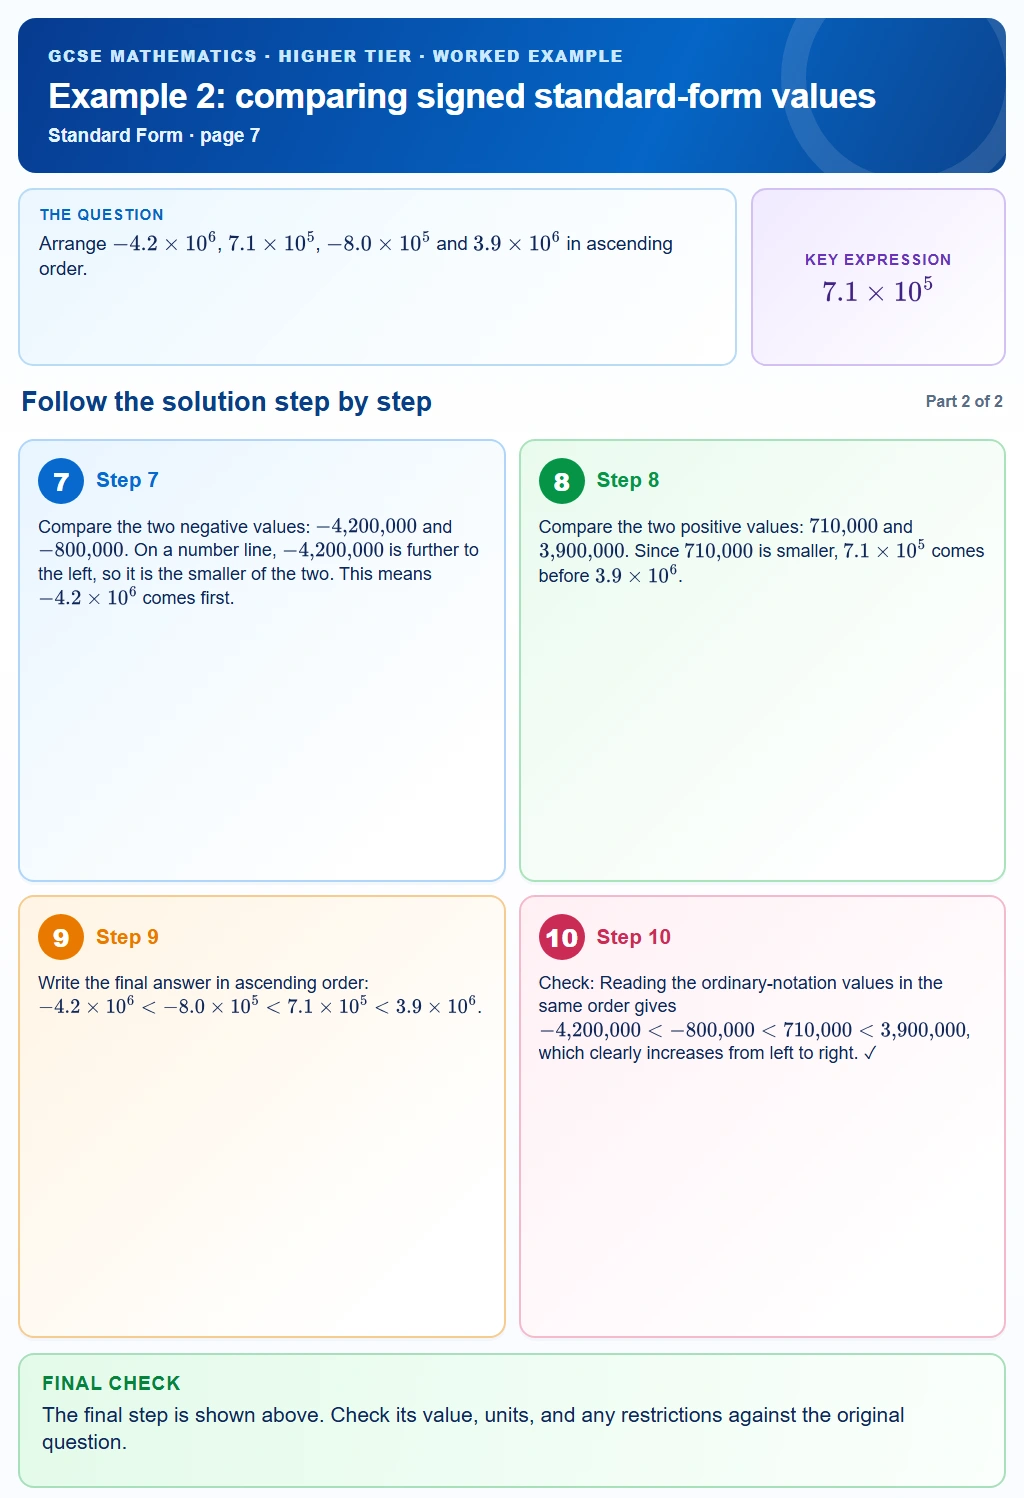 GCSE MATHEMATICS · HIGHER TIER · WORKED EXAMPLE
Example 2: comparing signed standard-form values
Standard Form · page 7
THE QUESTION
Arrange −4.2 × 10⁶, 7.1 × 10⁵, −8.0 × 10⁵ and 3.9 × 10⁶ in ascending
order.
KEY EXPRESSION
7.1 × 10⁵
Follow the solution step by step
Part 2 of 2
7 Step 7
Compare the two negative values: −4,200,000 and
−800,000. On a number line, −4,200,000 is further to
the left, so it is the smaller of the two. This means
−4.2 × 10⁶ comes first.
8 Step 8
Compare the two positive values: 710,000 and
3,900,000. Since 710,000 is smaller, 7.1 × 10⁵ comes
before 3.9 × 10⁶.
9 Step 9
Write the final answer in ascending order:
−4.2 × 10⁶ < −8.0 × 10⁵ < 7.1 × 10⁵ < 3.9 × 10⁶.
10 Step 10
Check: Reading the ordinary-notation values in the
same order gives
−4,200,000 < −800,000 < 710,000 < 3,900,000,
which clearly increases from left to right. ✓
FINAL CHECK
The final step is shown above. Check its value, units, and any restrictions against the original
question.